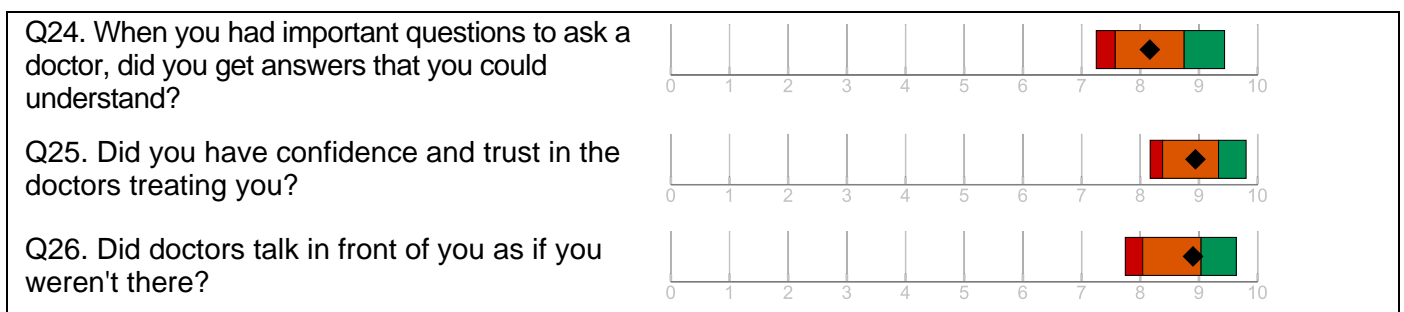 Q24. When you had important questions to ask a
doctor, did you get answers that you could
understand?
0 1 2 3 4 5 6 7 8 9 10
Q25. Did you have confidence and trust in the
doctors treating you?
0 1 2 3 4 5 6 7 8 9 10
Q26. Did doctors talk in front of you as if you
weren't there?
0 1 2 3 4 5 6 7 8 9 10